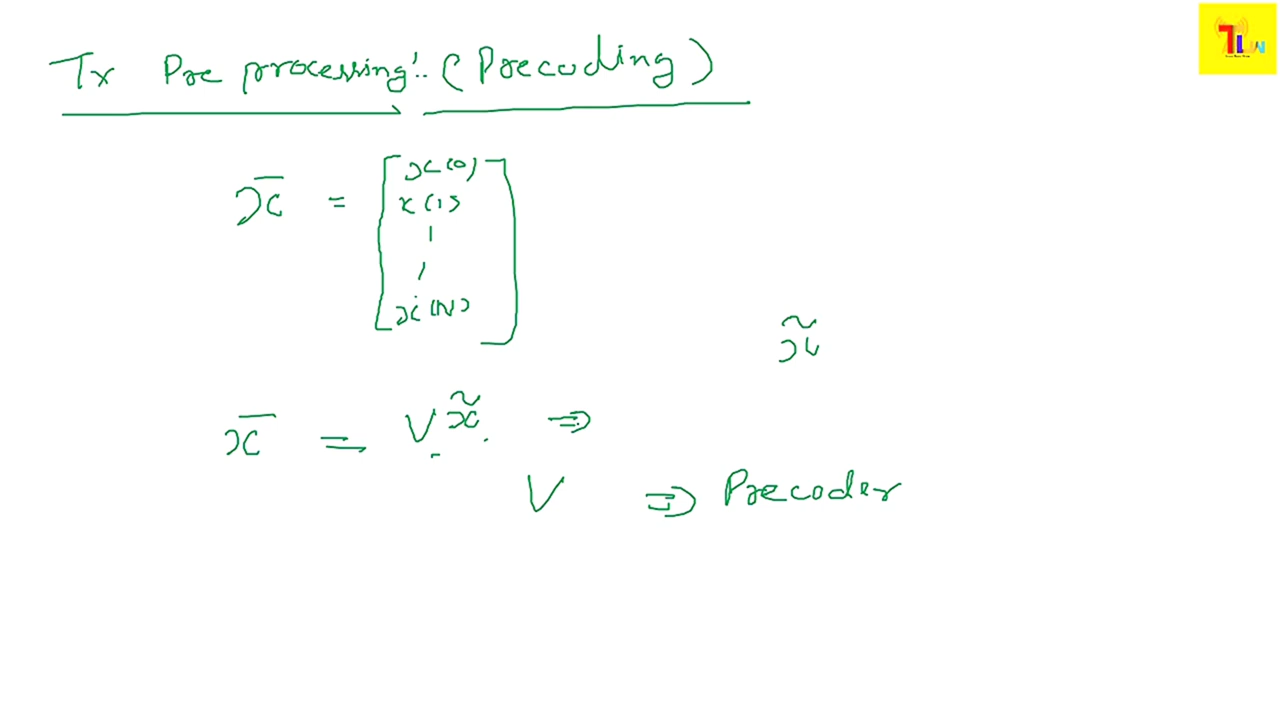 Tx Pre processing:. (Precoding)
x̄ = [ x(0)
x(1)
x(N) ]
x̃
x̄ = V x̃ ⇒
V ⇒ Precoder